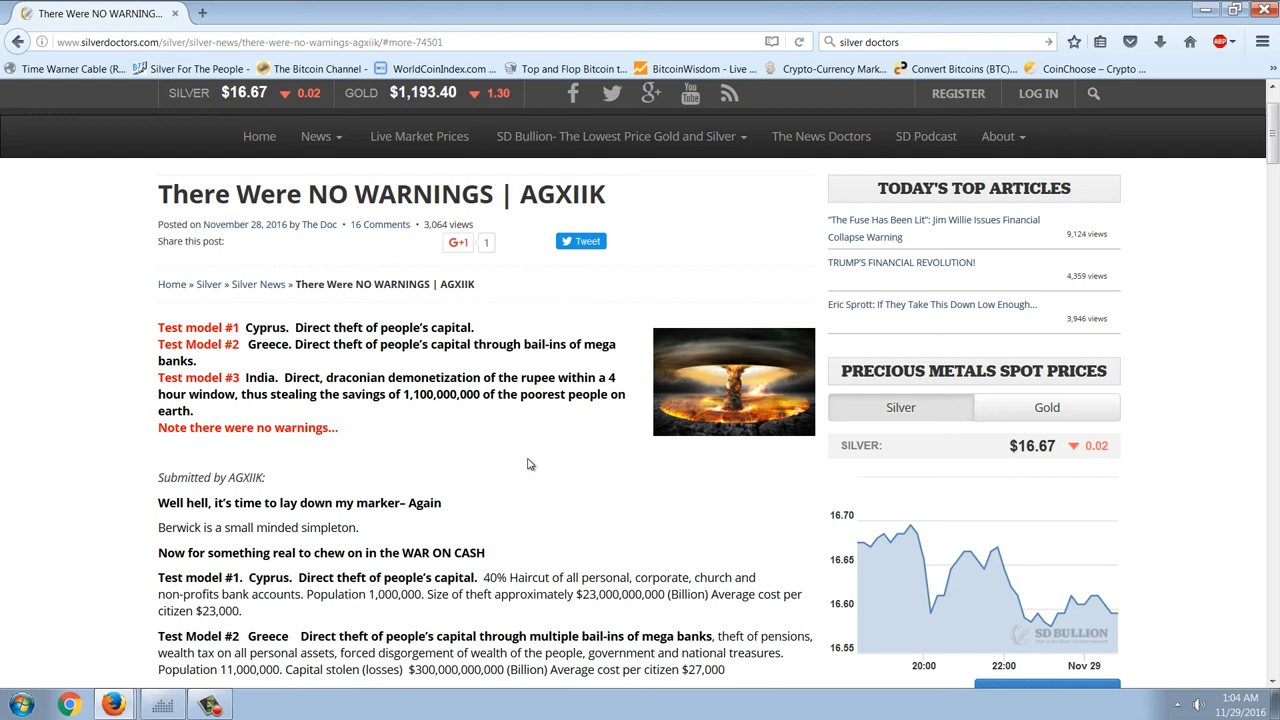 There Were NO WARNING...
www.silverdoctors.com/silver/silver-news/there-were-no-warnings-agxiik/#more-74501
silver doctors
ABP
Time Warner Cable (R...
Silver For The People - ...
The Bitcoin Channel - ...
WorldCoinIndex.com - ...
Top and Flop Bitcoin t...
BitcoinWisdom - Live ...
Crypto-Currency Mark...
Convert Bitcoins (BTC)...
CoinChoose – Crypto ...
SILVER $16.67 0.02 GOLD $1,193.40 1.30
REGISTER LOG IN
Home News Live Market Prices SD Bullion- The Lowest Price Gold and Silver The News Doctors SD Podcast About
There Were NO WARNINGS | AGXIIK
Posted on November 28, 2016 by The Doc • 16 Comments • 3,064 views
Share this post:
G+1 1
Tweet
Home » Silver » Silver News » There Were NO WARNINGS | AGXIIK
Test model #1 Cyprus. Direct theft of people's capital.
Test Model #2 Greece. Direct theft of people's capital through bail-ins of mega
banks.
Test model #3 India. Direct, draconian demonetization of the rupee within a 4
hour window, thus stealing the savings of 1,100,000,000 of the poorest people on
earth.
Note there were no warnings...
Submitted by AGXIIK:
Well hell, it's time to lay down my marker– Again
Berwick is a small minded simpleton.
Now for something real to chew on in the WAR ON CASH
Test model #1. Cyprus. Direct theft of people's capital. 40% Haircut of all personal, corporate, church and
non-profits bank accounts. Population 1,000,000. Size of theft approximately $23,000,000,000 (Billion) Average cost per
citizen $23,000.
Test Model #2 Greece Direct theft of people's capital through multiple bail-ins of mega banks, theft of pensions,
wealth tax on all personal assets, forced disgorgement of wealth of the people, government and national treasures.
Population 11,000,000. Capital stolen (losses) $300,000,000,000 (Billion) Average cost per citizen $27,000
TODAY'S TOP ARTICLES
"The Fuse Has Been Lit": Jim Willie Issues Financial
Collapse Warning
9,124 views
TRUMP'S FINANCIAL REVOLUTION!
4,359 views
Eric Sprott: If They Take This Down Low Enough...
3,946 views
PRECIOUS METALS SPOT PRICES
Silver Gold
SILVER: $16.67 0.02
16.70
16.65
16.60
16.55
SD BULLION
20:00 22:00 Nov 29
1:04 AM
11/29/2016